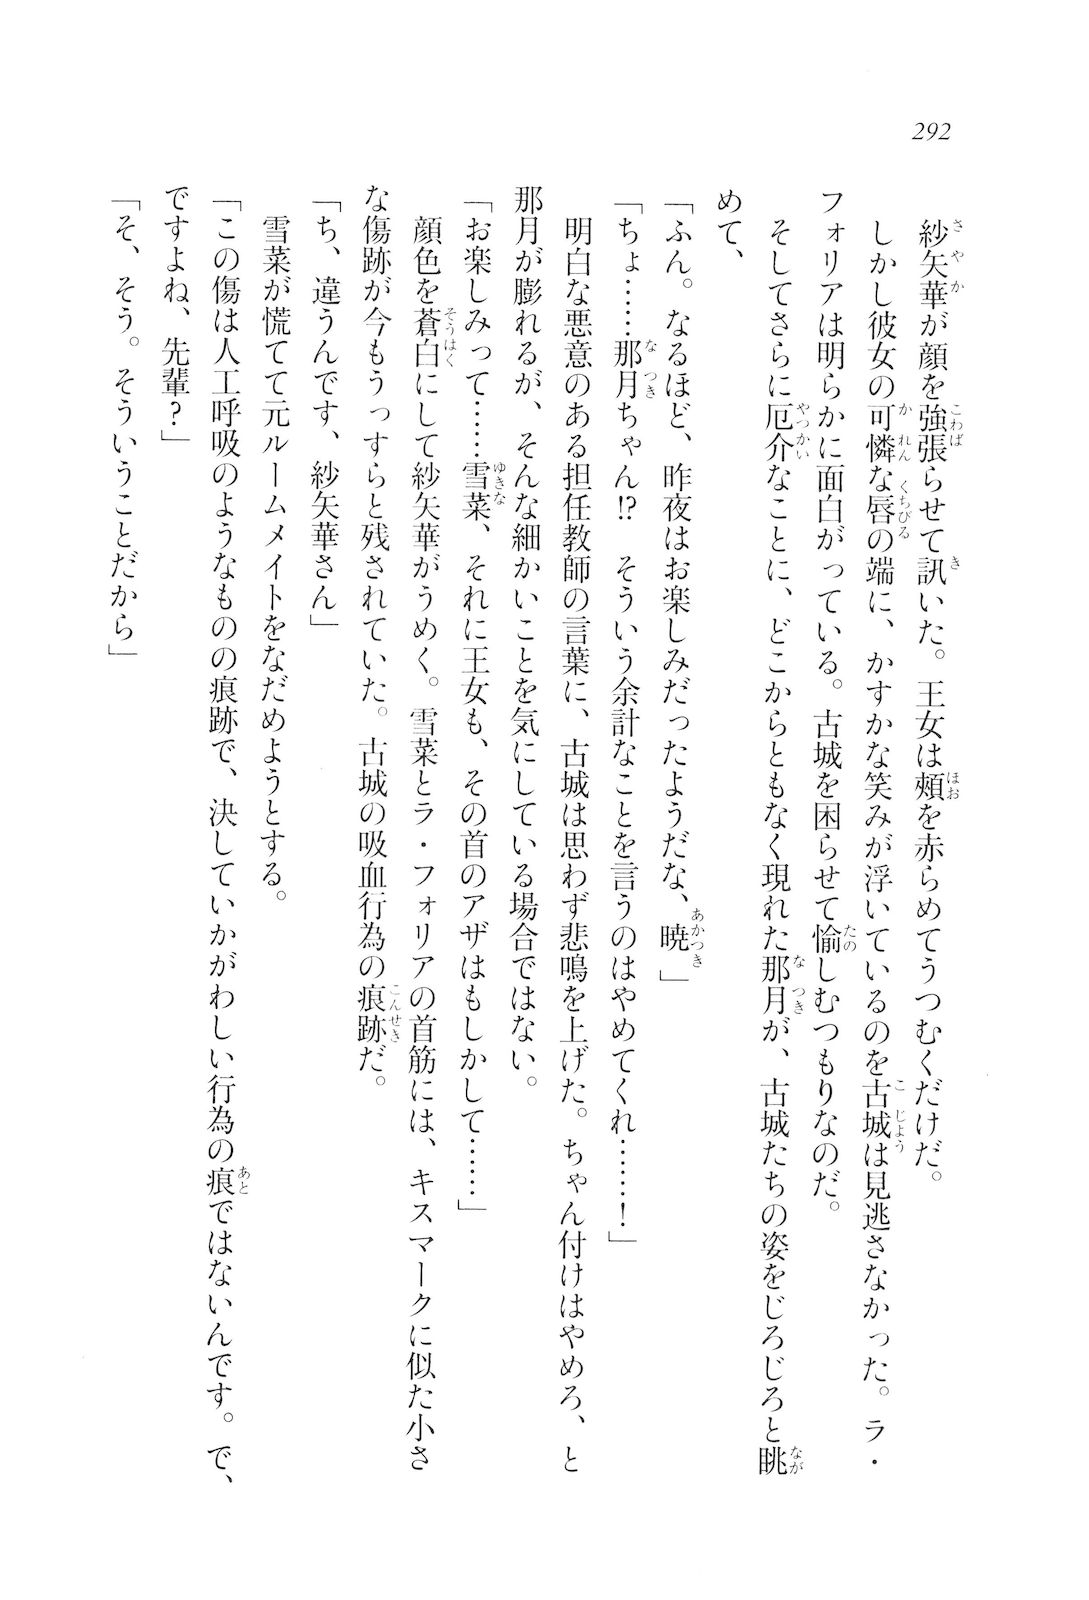 292
紗矢華が顔を強張らせて訊いた。王女は頰を赤らめてうつむくだけだ。
しかし彼女の可憐な唇の端に、かすかな笑みが浮いているのを古城は見逃さなかった。ラ・
フォリアは明らかに面白がっている。古城を困らせて愉しむつもりなのだ。
そしてさらに厄介なことに、どこからともなく現れた那月が、古城たちの姿をじろじろと眺
めて、
「ふん。なるほど、昨夜はお楽しみだったようだな、暁」
「ちょ……那月ちゃん!? そういう余計なことを言うのはやめてくれ……！」
明白な悪意のある担任教師の言葉に、古城は思わず悲鳴を上げた。ちゃん付けはやめろ、と
那月が膨れるが、そんな細かいことを気にしている場合ではない。
「お楽しみって……雪菜、それに王女も、その首のアザはもしかして……」
顔色を蒼白にして紗矢華がうめく。雪菜とラ・フォリアの首筋には、キスマークに似た小さ
な傷跡が今もうっすらと残されていた。古城の吸血行為の痕跡だ。
「ち、違うんです、紗矢華さん」
雪菜が慌てて元ルームメイトをなだめようとする。
「この傷は人工呼吸のようなものの痕跡で、決していかがわしい行為の痕ではないんです。で、
ですよね、先輩？」
「そ、そう。そういうことだから」